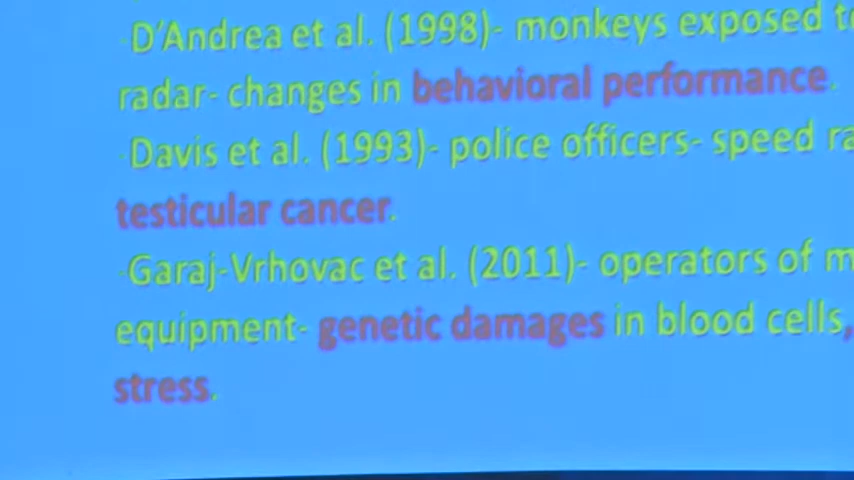 ·D'Andrea et al. (1998)- monkeys exposed
radar- changes in behavioral performance.
·Davis et al. (1993)- police officers- speed
testicular cancer.
·Garaj-Vrhovac et al. (2011)- operators of
equipment- genetic damages in blood cells,
stress.